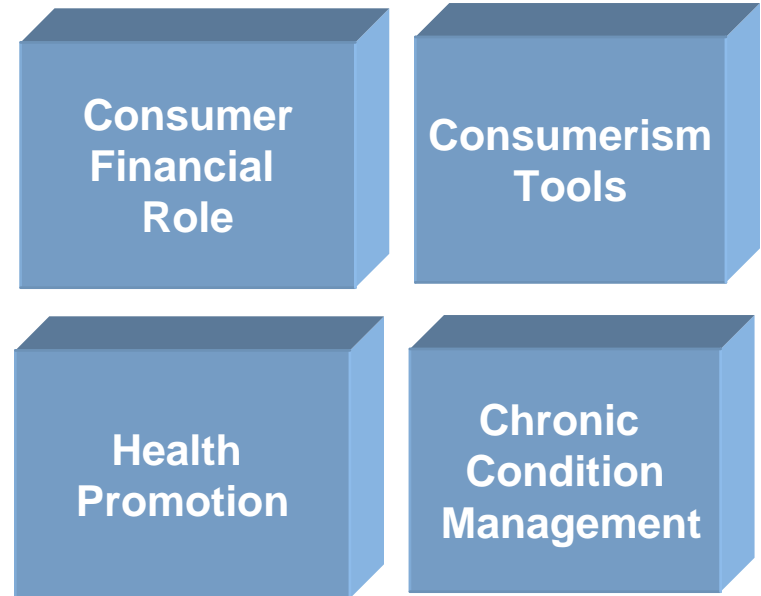 Consumer
Financial
Role
Consumerism
Tools
Health
Promotion
Chronic
Condition
Management